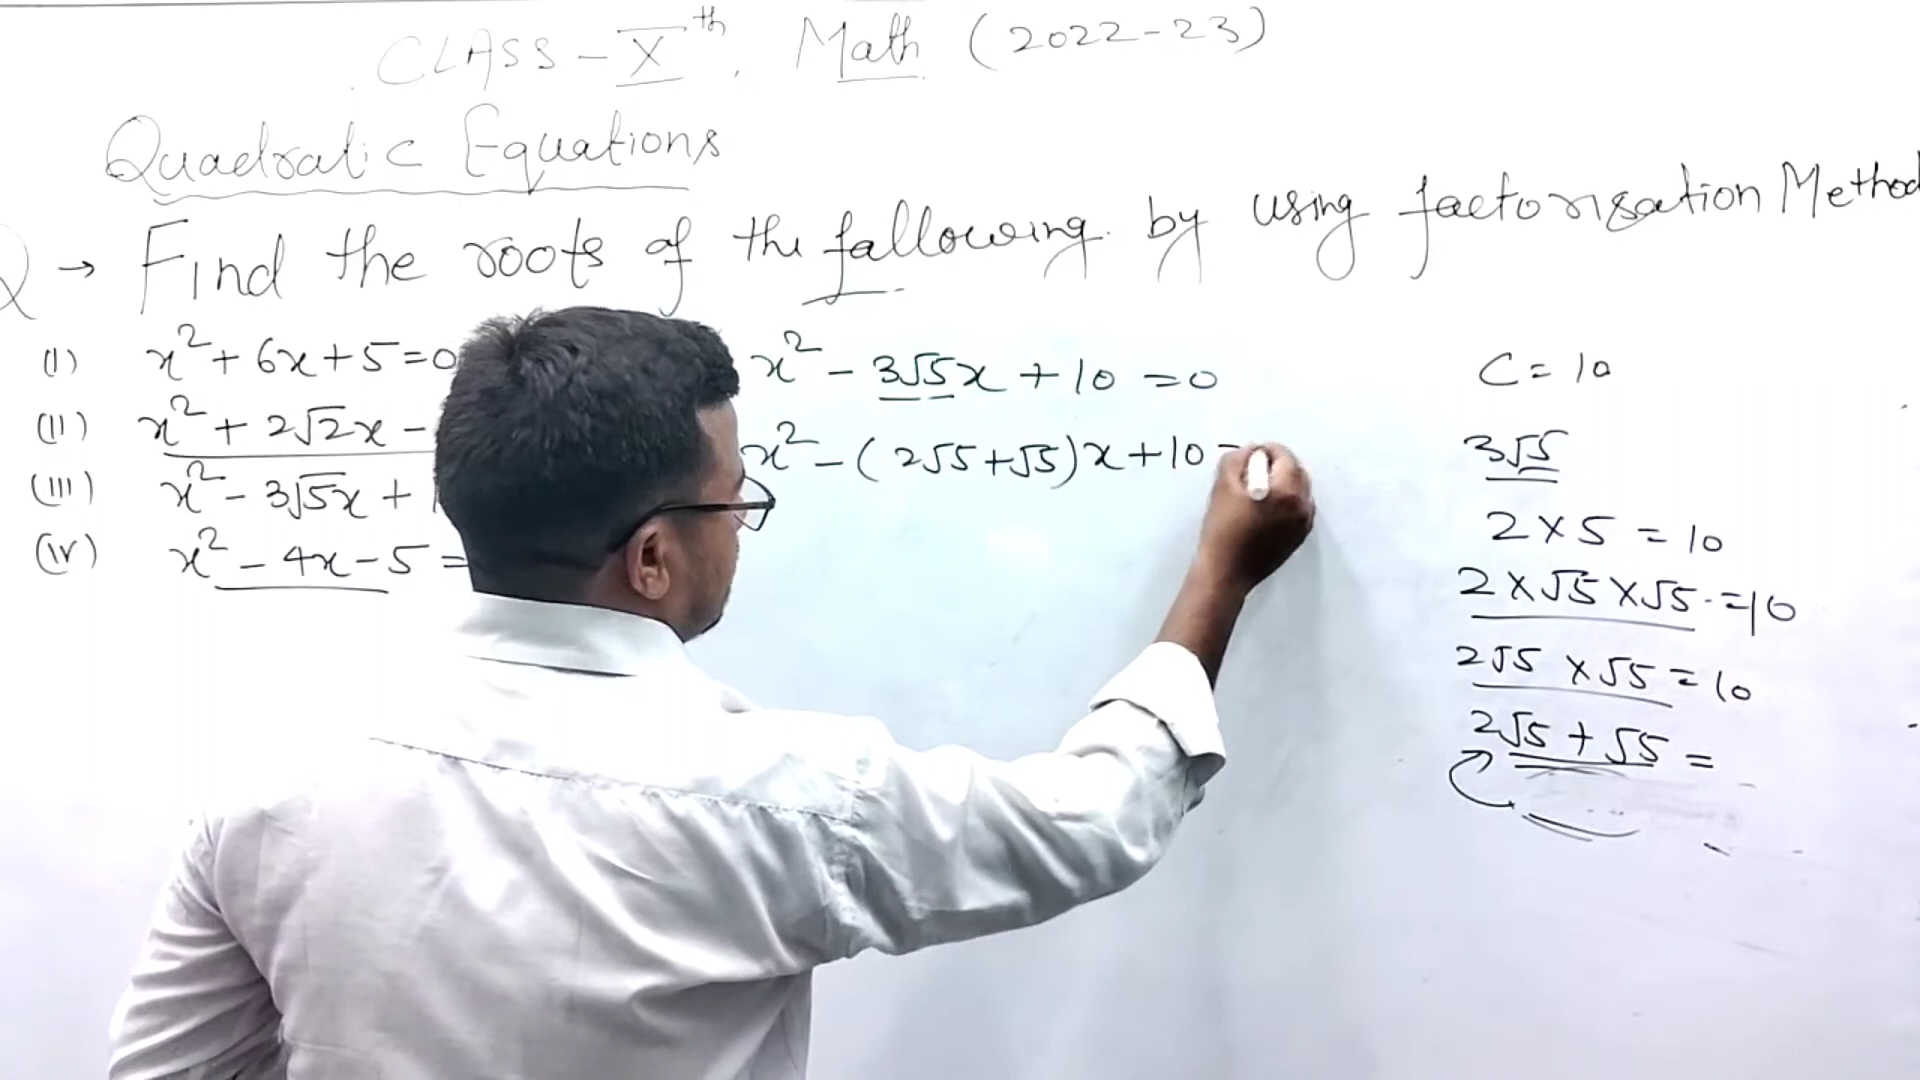 CLASS - Xth, Math (2022-23)
Quadratic Equations
Q → Find the roots of the fallowing by using factorisation Method
(I) x² + 6x + 5 = 0
(II) x² + 2√2x -
(III) x² - 3√5x +
(iv) x² - 4x - 5 =
x² - 3√5x + 10 = 0
x² - (2√5 + √5)x + 10 =
C = 10
3√5
2 × 5 = 10
2 × √5 × √5 = 10
2√5 × √5 = 10
2√5 + √5 =